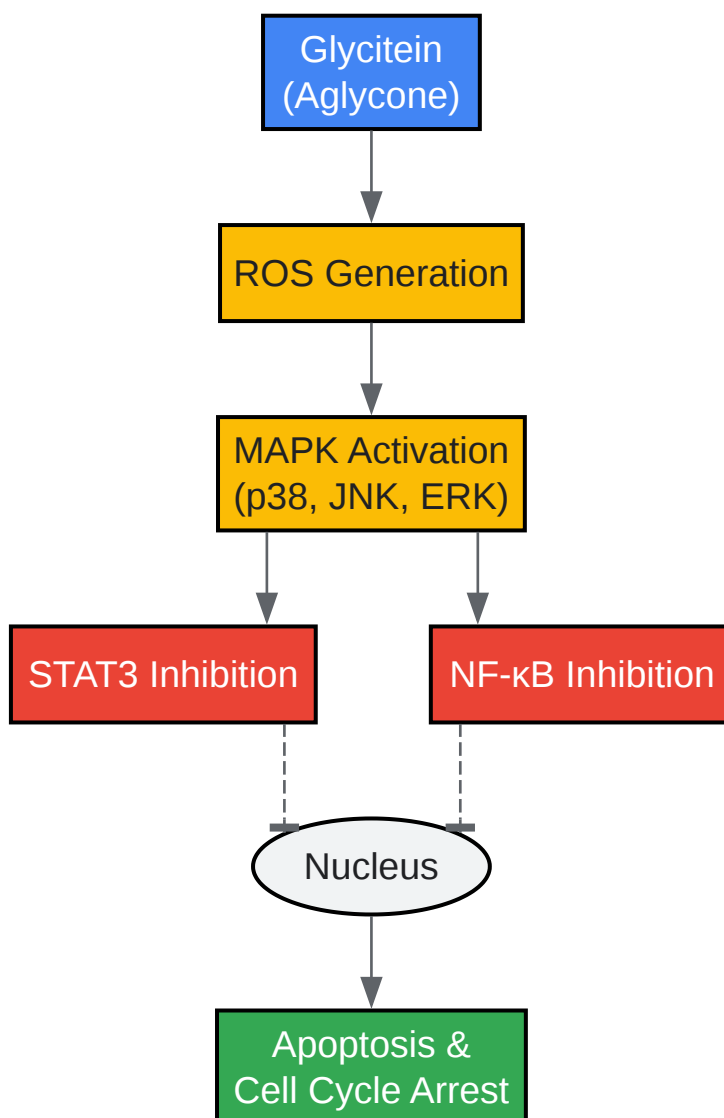 Glycitein
(Aglycone)
ROS Generation
MAPK Activation
(p38, JNK, ERK)
STAT3 Inhibition
NF-κB Inhibition
Nucleus
Apoptosis &
Cell Cycle Arrest